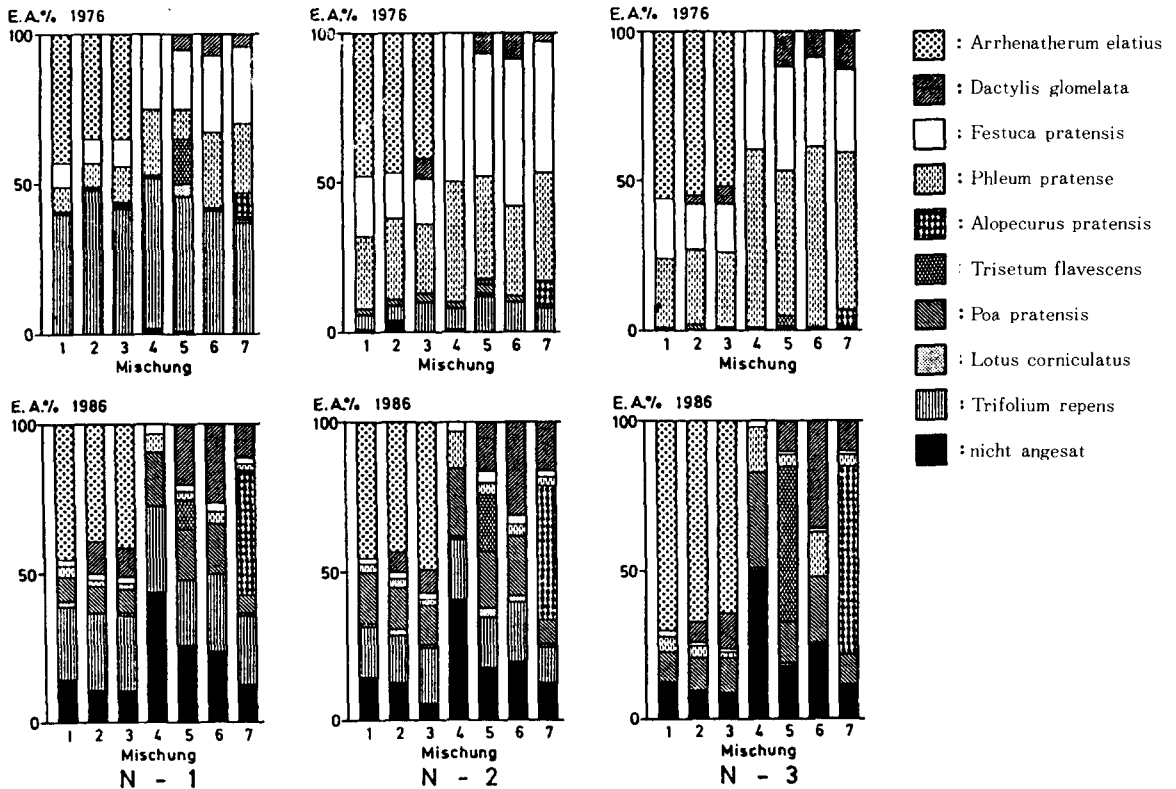 E.A.% 1976
100
50
0
1 2 3 4 5 6 7
Mischung
E.A.% 1976
100
50
0
1 2 3 4 5 6 7
Mischung
E.A.% 1976
100
50
0
1 2 3 4 5 6 7
Mischung
: Arrhenatherum elatius
: Dactylis glomelata
: Festuca pratensis
: Phleum pratense
: Alopecurus pratensis
: Trisetum flavescens
: Poa pratensis
: Lotus corniculatus
: Trifolium repens
: nicht angesat
E.A.% 1986
100
50
0
1 2 3 4 5 6 7
Mischung
N - 1
E.A.% 1986
100
50
0
1 2 3 4 5 6 7
Mischung
N - 2
E.A.% 1986
100
50
0
1 2 3 4 5 6 7
Mischung
N - 3